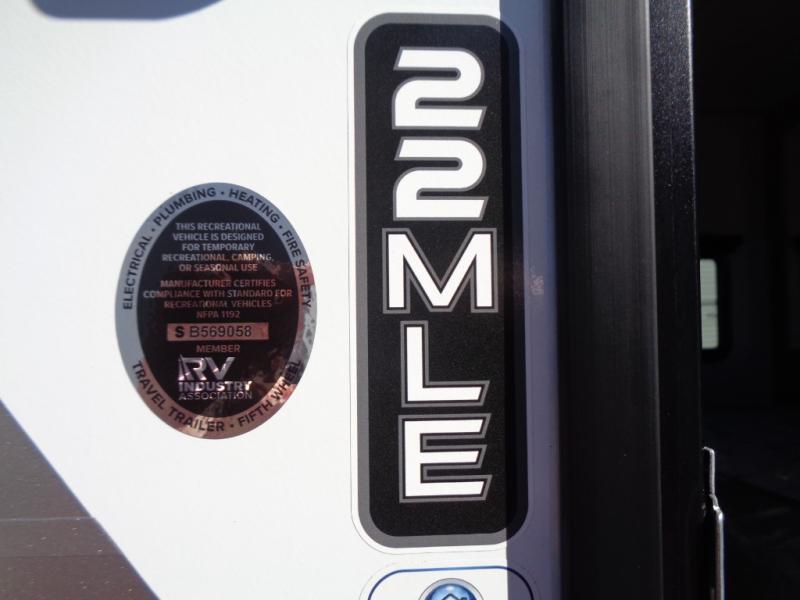 ELECTRICAL • PLUMBING • HEATING • FIRE SAFETY
THIS RECREATIONAL
VEHICLE IS DESIGNED
FOR TEMPORARY
RECREATIONAL, CAMPING,
OR SEASONAL USE
MANUFACTURER CERTIFIES
COMPLIANCE WITH STANDARD FOR
RECREATIONAL VEHICLES
NFPA 1192
S B569058
MEMBER
RV
INDUSTRY
ASSOCIATION
TRAVEL TRAILER • FIFTH WHEEL
22MLE